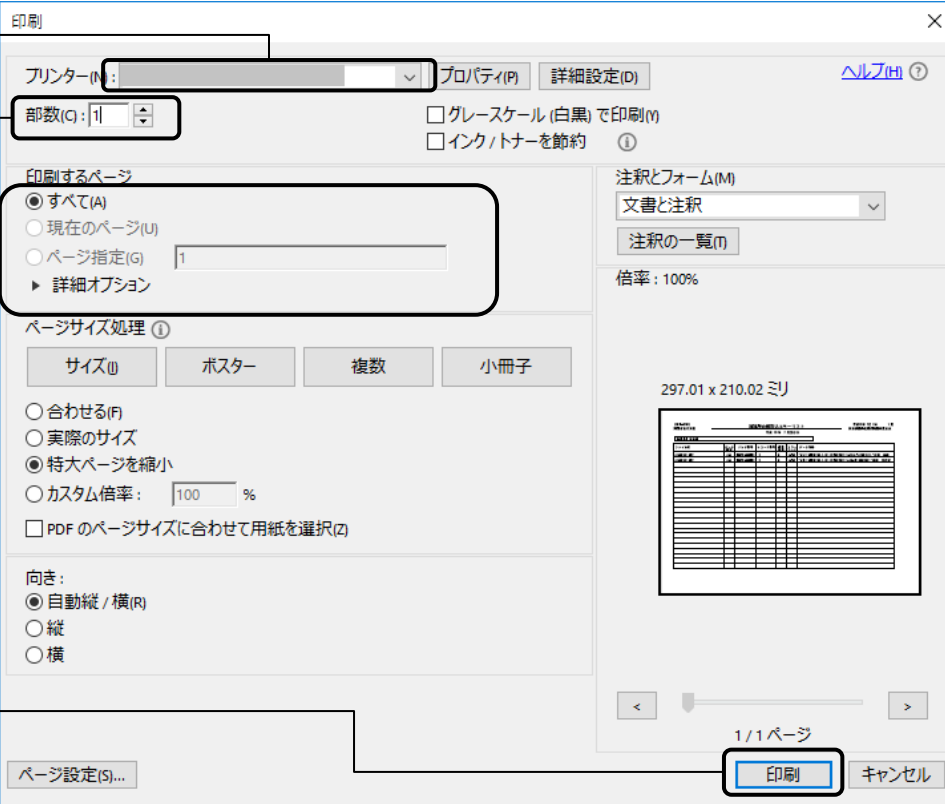 印刷
プリンター(N) : プロパティ(P) 詳細設定(D) ヘルプ(H)
部数(C) : 1 グレースケール (白黒) で印刷(Y)
インク / トナーを節約
印刷するページ
すべて(A)
現在のページ(U)
ページ指定(G) 1
詳細オプション
注釈とフォーム(M)
文書と注釈
注釈の一覧(T)
ページサイズ処理
サイズ(I) ポスター 複数 小冊子
合わせる(F)
実際のサイズ
特大ページを縮小
カスタム倍率 : 100 %
PDF のページサイズに合わせて用紙を選択(Z)
向き :
自動縦 / 横(R)
縦
横
倍率 : 100%
297.01 x 210.02 ミリ
< >
1 / 1 ページ
ページ設定(S)... 印刷 キャンセル